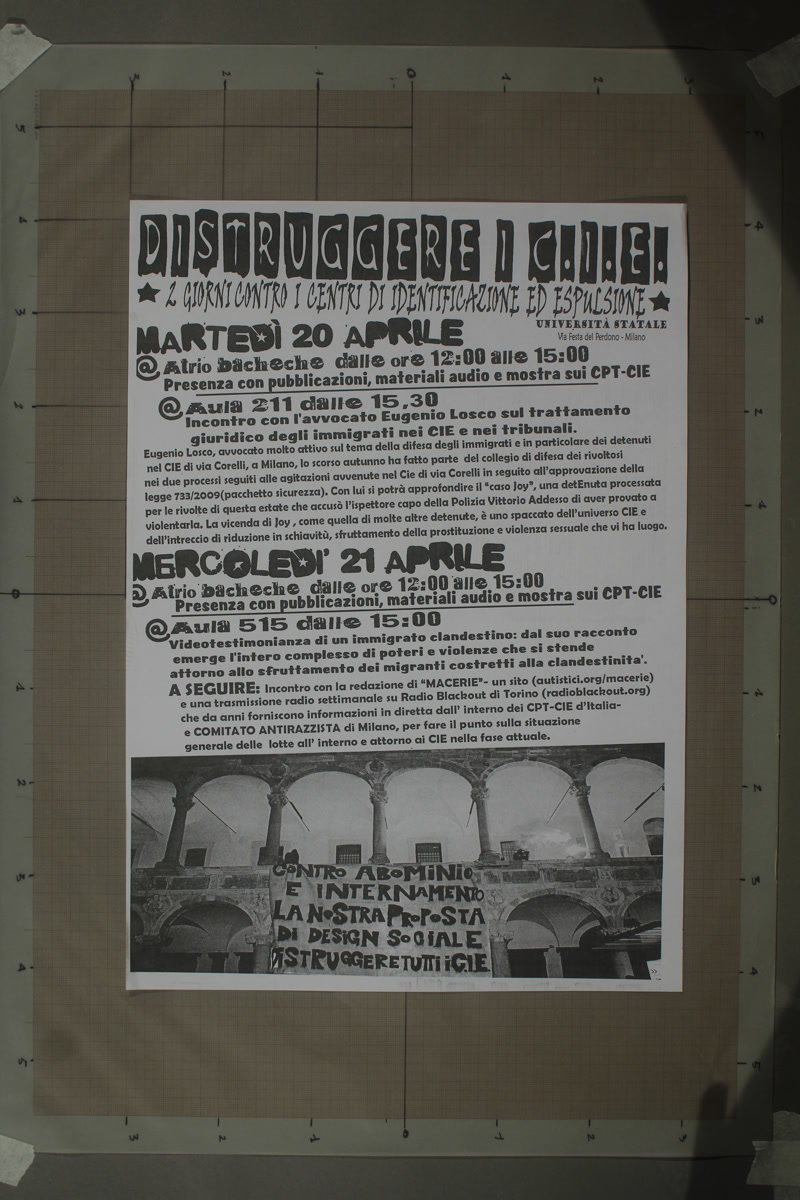 DISTRUGGERE I C.I.E.
2 GIORNI CONTRO I CENTRI DI IDENTIFICAZIONE ED ESPULSIONE
UNIVERSITÀ STATALE
Via Festa del Perdono - Milano
MARTEDÌ 20 APRILE
@ Atrio bacheche dalle ore 12:00 alle 15:00
Presenza con pubblicazioni, materiali audio e mostra sui CPT-CIE
@ Aula 211 dalle 15,30
Incontro con l'avvocato Eugenio Losco sul trattamento
giuridico degli immigrati nei CIE e nei tribunali.
Eugenio Losco, avvocato molto attivo sul tema della difesa degli immigrati e in particolare dei detenuti
nel CIE di via Corelli, a Milano, lo scorso autunno ha fatto parte del collegio di difesa dei rivoltosi
nei due processi seguiti alle agitazioni avvenute nel Cie di via Corelli in seguito all'approvazione della
legge 733/2009(pacchetto sicurezza). Con lui si potrà approfondire il "caso Joy", una detEnuta processata
per le rivolte di questa estate che accusò l'ispettore capo della Polizia Vittorio Addesso di aver provato a
violentarla. La vicenda di Joy , come quella di molte altre detenute, è uno spaccato dell'universo CIE e
dell'intreccio di riduzione in schiavitù, sfruttamento della prostituzione e violenza sessuale che vi ha luogo.
MERCOLEDI' 21 APRILE
@ Atrio bacheche dalle ore 12:00 alle 15:00
Presenza con pubblicazioni, materiali audio e mostra sui CPT-CIE
@ Aula 515 dalle 15:00
Videotestimonianza di un immigrato clandestino: dal suo racconto
emerge l'intero complesso di poteri e violenze che si stende
attorno allo sfruttamento dei migranti costretti alla clandestinita'.
A SEGUIRE: Incontro con la redazione di "MACERIE"- un sito (autistici.org/macerie)
e una trasmissione radio settimanale su Radio Blackout di Torino (radioblackout.org)
che da anni forniscono informazioni in diretta dall' interno dei CPT-CIE d'Italia-
e COMITATO ANTIRAZZISTA di Milano, per fare il punto sulla situazione
generale delle lotte all' interno e attorno ai CIE nella fase attuale.
CONTRO ABOMINIO
E INTERNAMENTO
LA NOSTRA PROPOSTA
DI DESIGN SOCIALE
DISTRUGGERE TUTTI i C.I.E